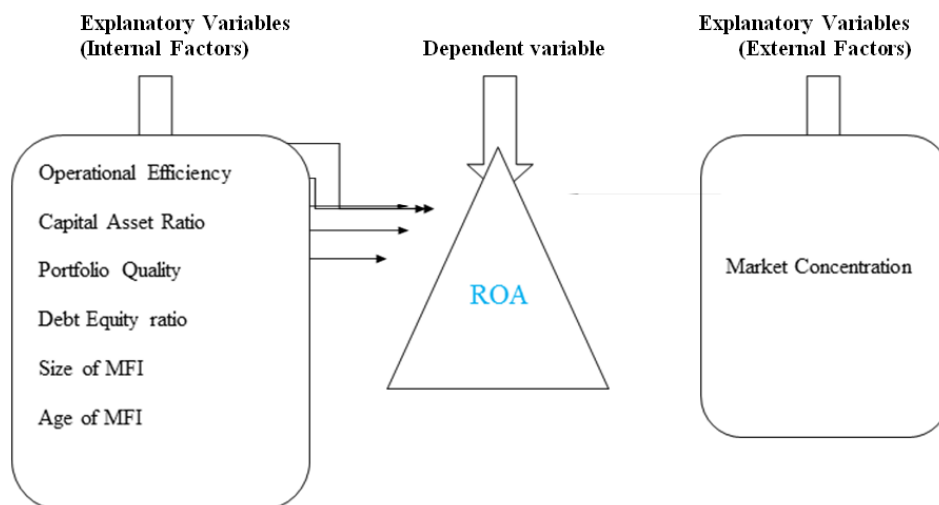 Explanatory Variables
(Internal Factors)
Dependent variable
Explanatory Variables
(External Factors)
Operational Efficiency
Capital Asset Ratio
Portfolio Quality
Debt Equity ratio
Size of MFI
Age of MFI
ROA
Market Concentration